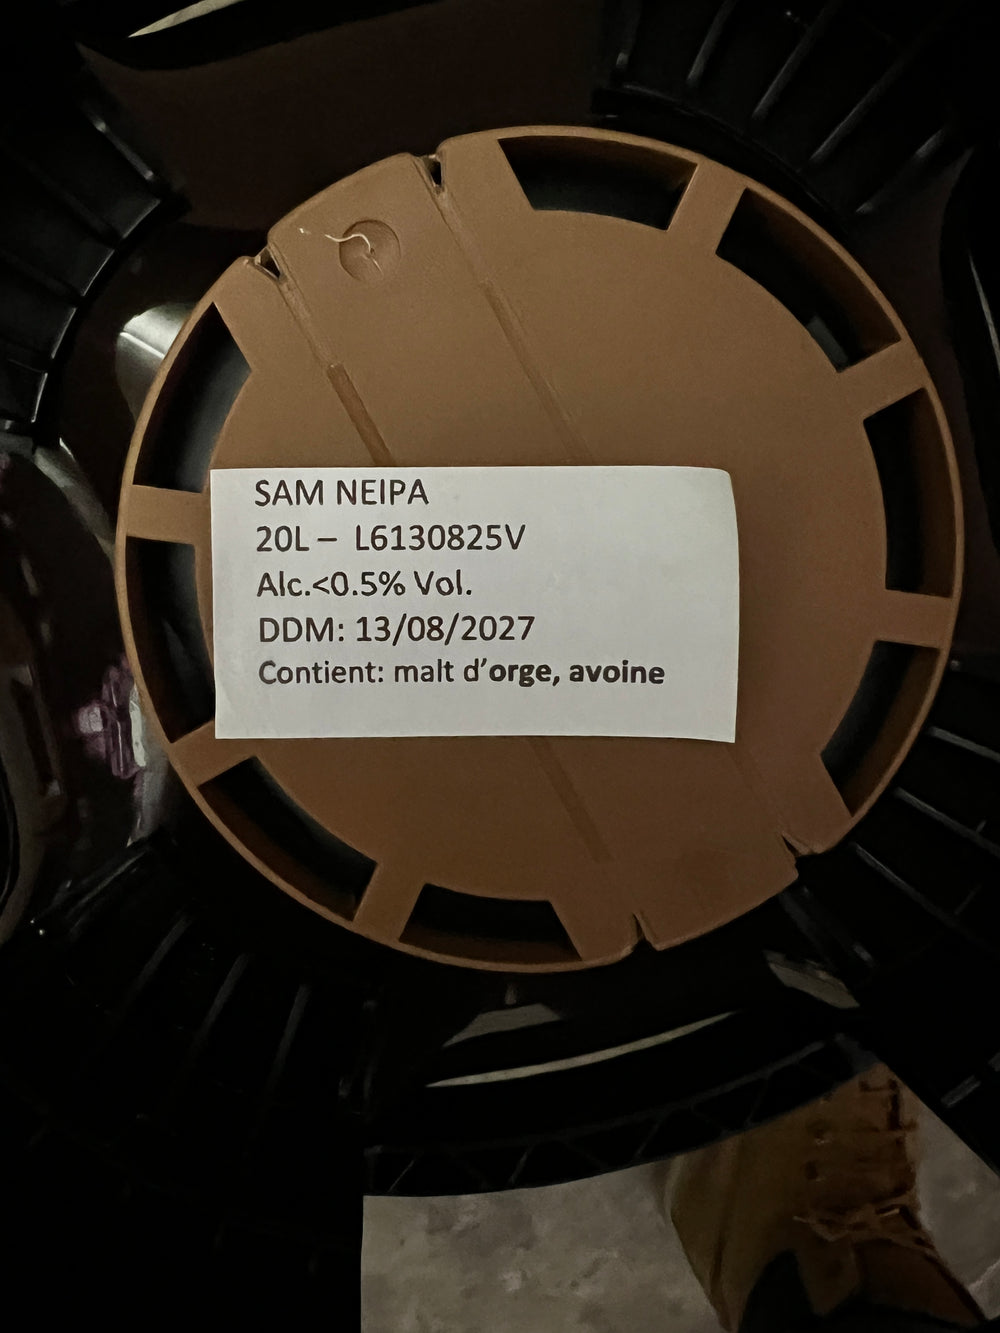 SAM NEIPA
20L – L6130825V
Alc.<0.5% Vol.
DDM: 13/08/2027
Contient: malt d’orge, avoine